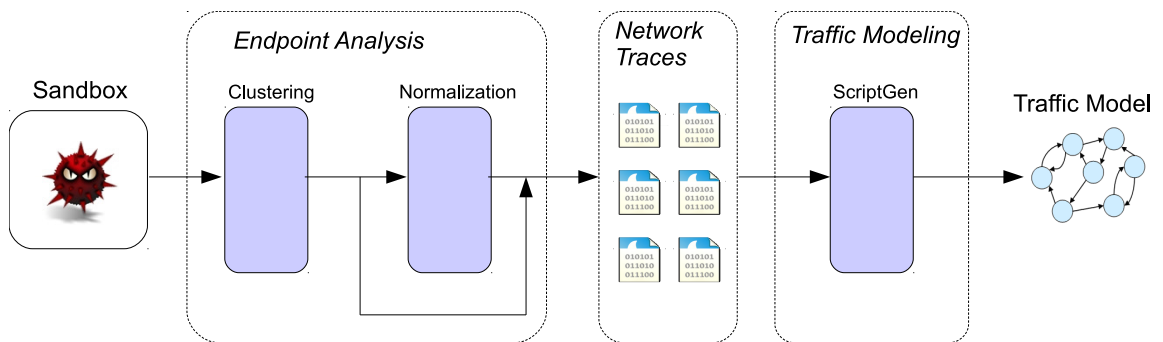 Endpoint Analysis
Network
Traces
Traffic Modeling
Sandbox
Clustering
Normalization
ScriptGen
Traffic Model
010101
011010
011100
010101
011010
011100
010101
011010
011100
010101
011010
011100
010101
011010
011100
010101
011010
011100